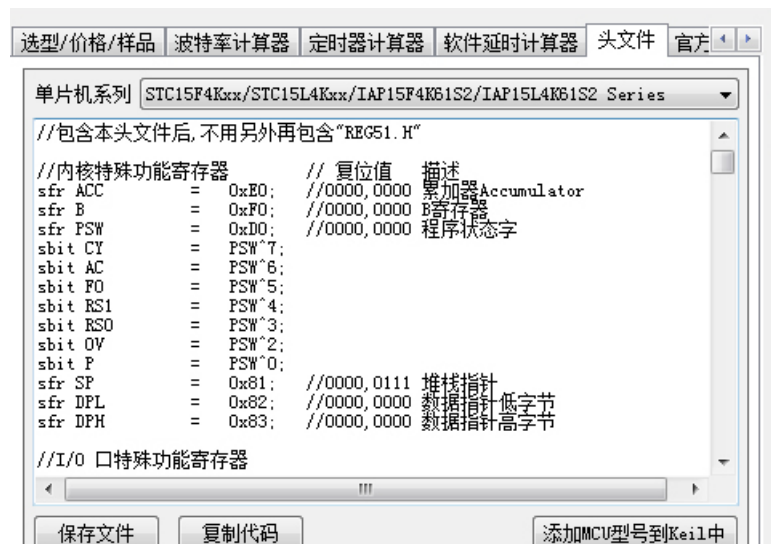 选型/价格/样品 波特率计算器 定时器计算器 软件延时计算器 头文件 官方
单片机系列 STC15F4Kxx/STC15L4Kxx/IAP15F4K61S2/IAP15L4K61S2 Series
//包含本头文件后,不用另外再包含"REG51.H"
//内核特殊功能寄存器 // 复位值 描述
sfr ACC = 0xE0; //0000,0000 累加器Accumulator
sfr B = 0xF0; //0000,0000 B寄存器
sfr PSW = 0xD0; //0000,0000 程序状态字
sbit CY = PSW^7;
sbit AC = PSW^6;
sbit F0 = PSW^5;
sbit RS1 = PSW^4;
sbit RS0 = PSW^3;
sbit OV = PSW^2;
sbit P = PSW^0;
sfr SP = 0x81; //0000,0111 堆栈指针
sfr DPL = 0x82; //0000,0000 数据指针低字节
sfr DPH = 0x83; //0000,0000 数据指针高字节
//I/O 口特殊功能寄存器
保存文件 复制代码 添加MCU型号到Keil中